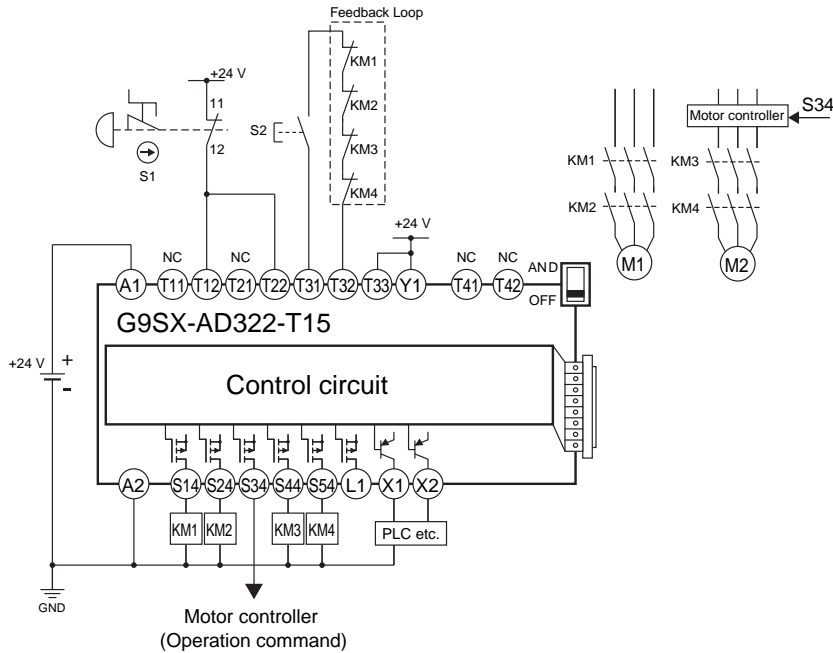 Feedback Loop
+24 V
11
12
S1
S2
KM1
KM2
KM3
KM4
+24 V
Motor controller
S34
KM1
KM2
KM3
KM4
M1
M2
NC
NC
NC
NC
AND
OFF
A1
T11
T12
T21
T22
T31
T32
T33
Y1
T41
T42
G9SX-AD322-T15
+24 V
+
-
Control circuit
A2
S14
S24
S34
S44
S54
L1
X1
X2
KM1
KM2
KM3
KM4
PLC etc.
GND
Motor controller
(Operation command)